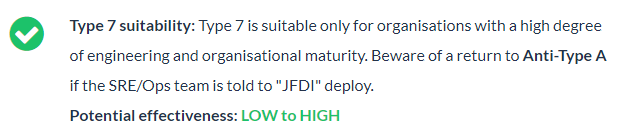 Type 7 suitability: Type 7 is suitable only for organisations with a high degree
of engineering and organisational maturity. Beware of a return to Anti-Type A
if the SRE/Ops team is told to "JFDI" deploy.
Potential effectiveness: LOW to HIGH